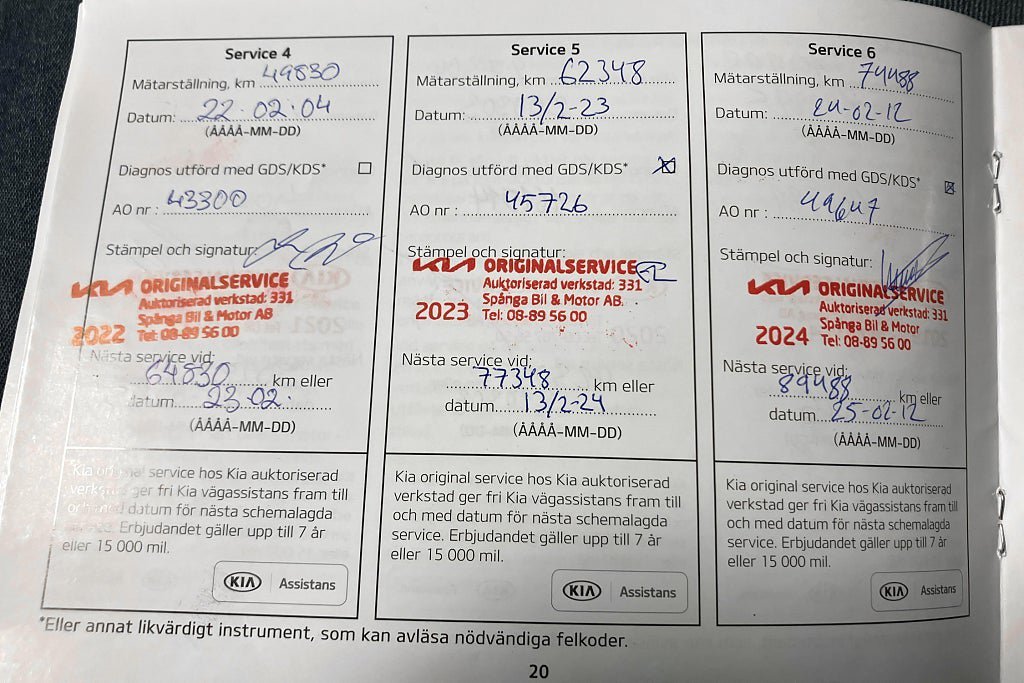 Service 4
Mätarställning, km 49830
Datum: 22.02.04
(ÅÅÅÅ-MM-DD)
Diagnos utförd med GDS/KDS*
AO nr : 43300
Stämpel och signatur:
KIA ORIGINALSERVICE
Auktoriserad verkstad: 331
Spånga Bil & Motor AB
2022 Tel: 08-89 56 00
Nästa service vid:
64830 km eller
datum 23.02.
(ÅÅÅÅ-MM-DD)
Kia original service hos Kia auktoriserad
verkstad ger fri Kia vägassistans fram till
och med datum för nästa schemalagda
service. Erbjudandet gäller upp till 7 år
eller 15 000 mil.
KIA Assistans
Service 5
Mätarställning, km 62348
Datum: 13/2-23
(ÅÅÅÅ-MM-DD)
Diagnos utförd med GDS/KDS*
AO nr : 45726
Stämpel och signatur:
KIA ORIGINALSERVICE
Auktoriserad verkstad: 331
Spånga Bil & Motor AB
2023 Tel: 08-89 56 00
Nästa service vid:
77348 km eller
datum 13/2-24
(ÅÅÅÅ-MM-DD)
Kia original service hos Kia auktoriserad
verkstad ger fri Kia vägassistans fram till
och med datum för nästa schemalagda
service. Erbjudandet gäller upp till 7 år
eller 15 000 mil.
KIA Assistans
Service 6
Mätarställning, km 74488
Datum: 24-02-12
(ÅÅÅÅ-MM-DD)
Diagnos utförd med GDS/KDS*
AO nr : 49647
Stämpel och signatur:
KIA ORIGINALSERVICE
Auktoriserad verkstad: 331
Spånga Bil & Motor
2024 Tel: 08-89 56 00
Nästa service vid:
89488 km eller
datum 25-02-12
(ÅÅÅÅ-MM-DD)
Kia original service hos Kia auktoriserad
verkstad ger fri Kia vägassistans fram till
och med datum för nästa schemalagda
service. Erbjudandet gäller upp till 7 år
eller 15 000 mil.
KIA Assistans
*Eller annat likvärdigt instrument, som kan avläsa nödvändiga felkoder.
20